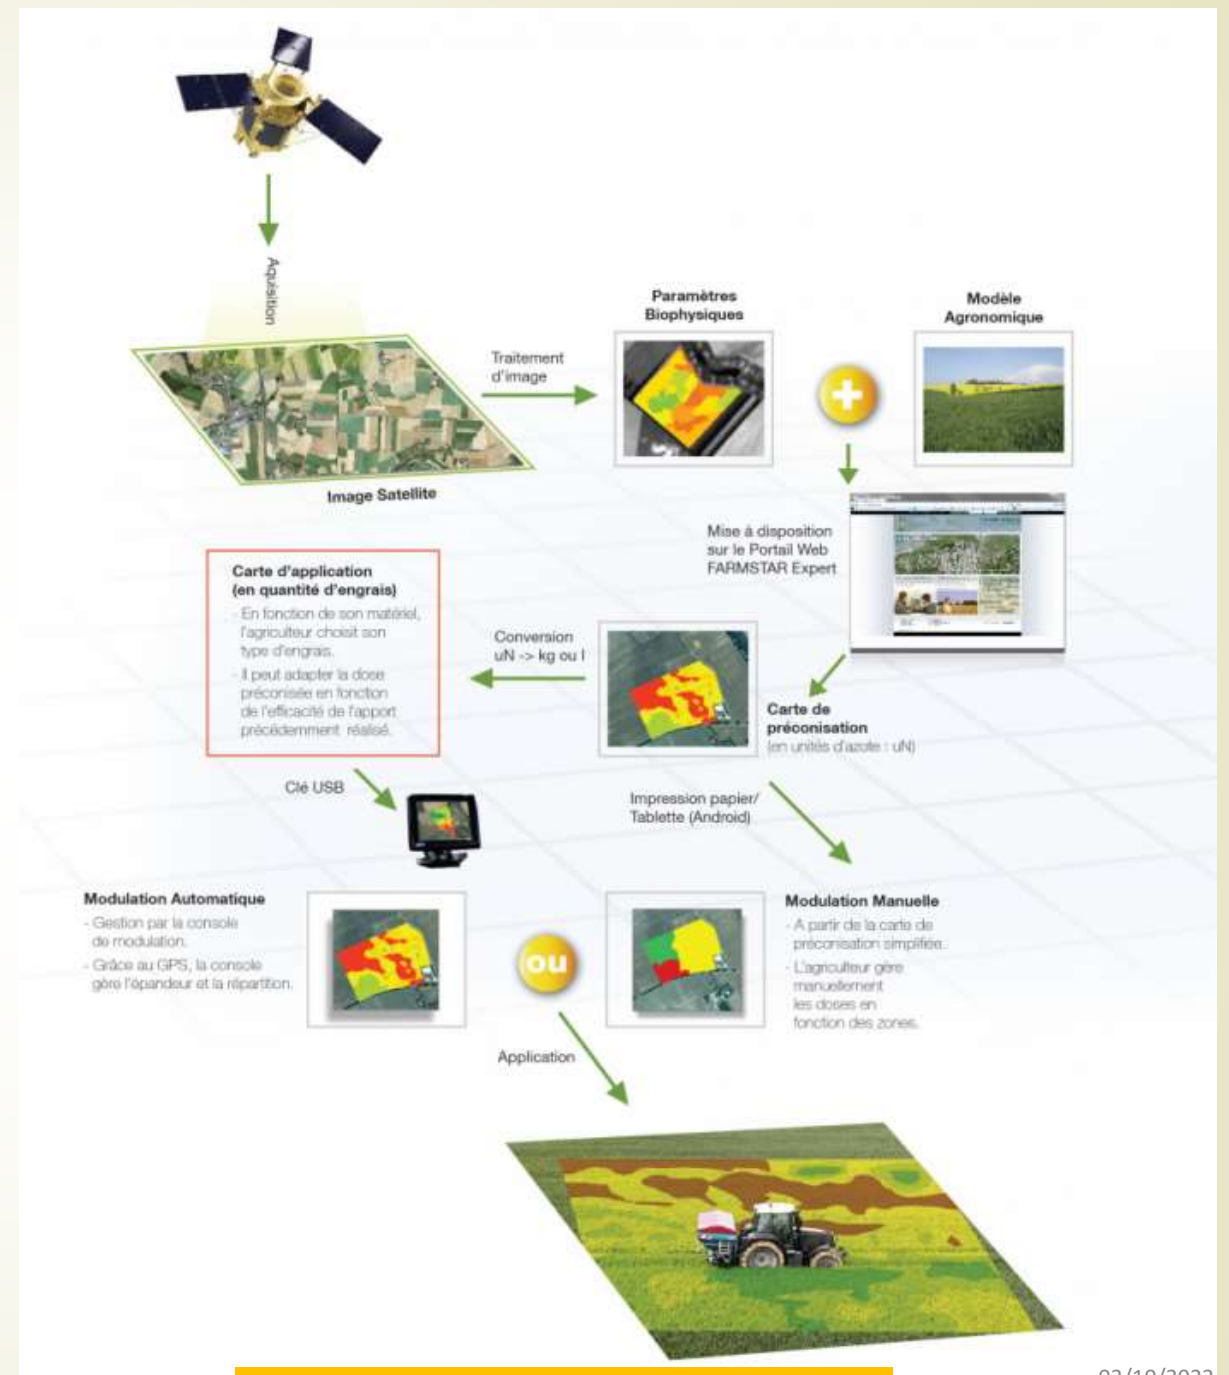 Aquisition
Paramètres
Biophysiques
Modèle
Agronomique
Traitement
d'image
Image Satellite
Mise à disposition
sur le Portail Web
FARMSTAR Expert
Carte d'application
(en quantité d'engrais)
- En fonction de son matériel,
l'agriculteur choisit son
type d'engrais.
- Il peut adapter la dose
préconisée en fonction
de l'efficacité de l'apport
précédemment réalisé.
Conversion
uN -> kg ou l
Carte de
préconisation
(en unités d'azote : uN)
Clé USB
Impression papier/
Tablette (Android)
Modulation Automatique
- Gestion par la console
de modulation.
- Grâce au GPS, la console
gère l'épandeur et la répartition.
ou
Modulation Manuelle
- A partir de la carte de
préconisation simplifiée.
- L'agriculteur gère
manuellement
les doses en
fonction des zones.
Application